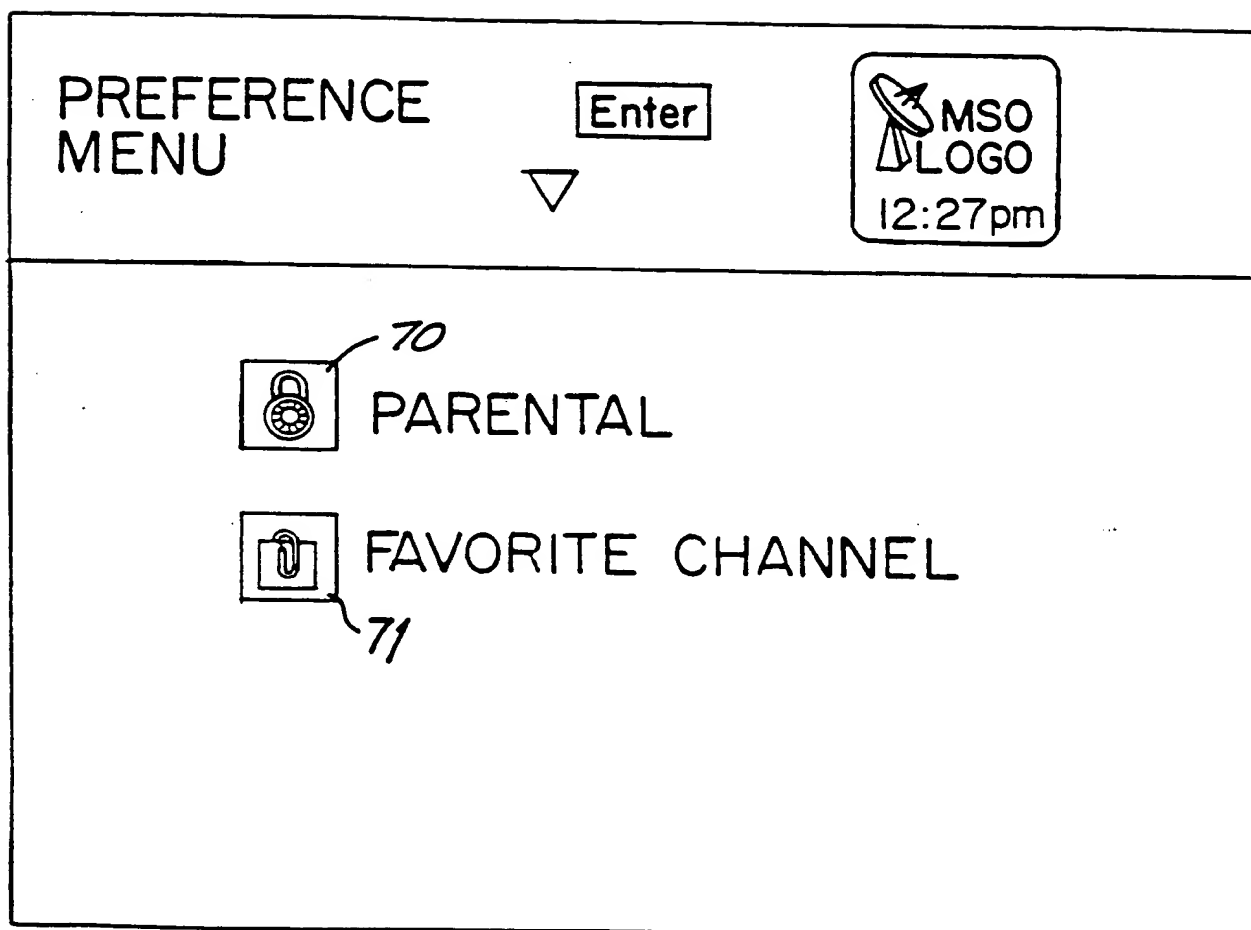 PREFERENCE
MENU
Enter
MSO
LOGO
12:27pm
70
PARENTAL
FAVORITE CHANNEL
71